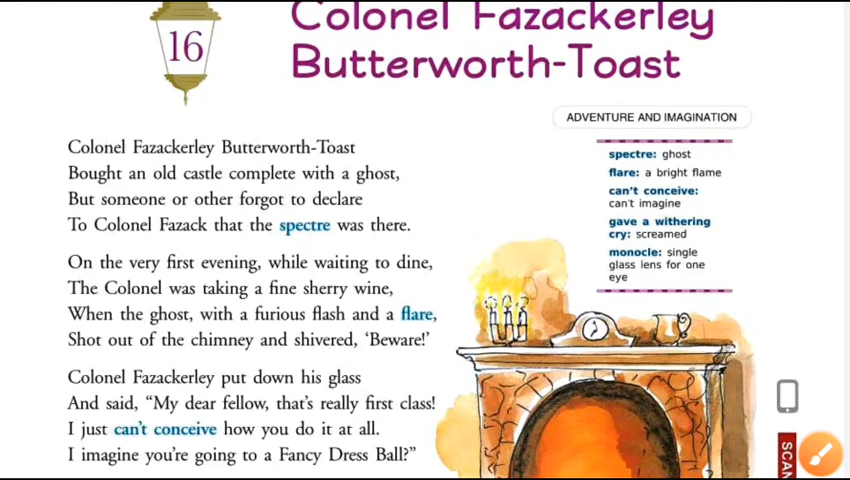 16
Colonel Fazackerley
Butterworth-Toast
ADVENTURE AND IMAGINATION
Colonel Fazackerley Butterworth-Toast
Bought an old castle complete with a ghost,
But someone or other forgot to declare
To Colonel Fazack that the spectre was there.
On the very first evening, while waiting to dine,
The Colonel was taking a fine sherry wine,
When the ghost, with a furious flash and a flare,
Shot out of the chimney and shivered, ‘Beware!’
Colonel Fazackerley put down his glass
And said, “My dear fellow, that’s really first class!
I just can’t conceive how you do it at all.
I imagine you’re going to a Fancy Dress Ball?”
spectre: ghost
flare: a bright flame
can’t conceive:
can’t imagine
gave a withering
cry: screamed
monocle: single
glass lens for one
eye
SCAN